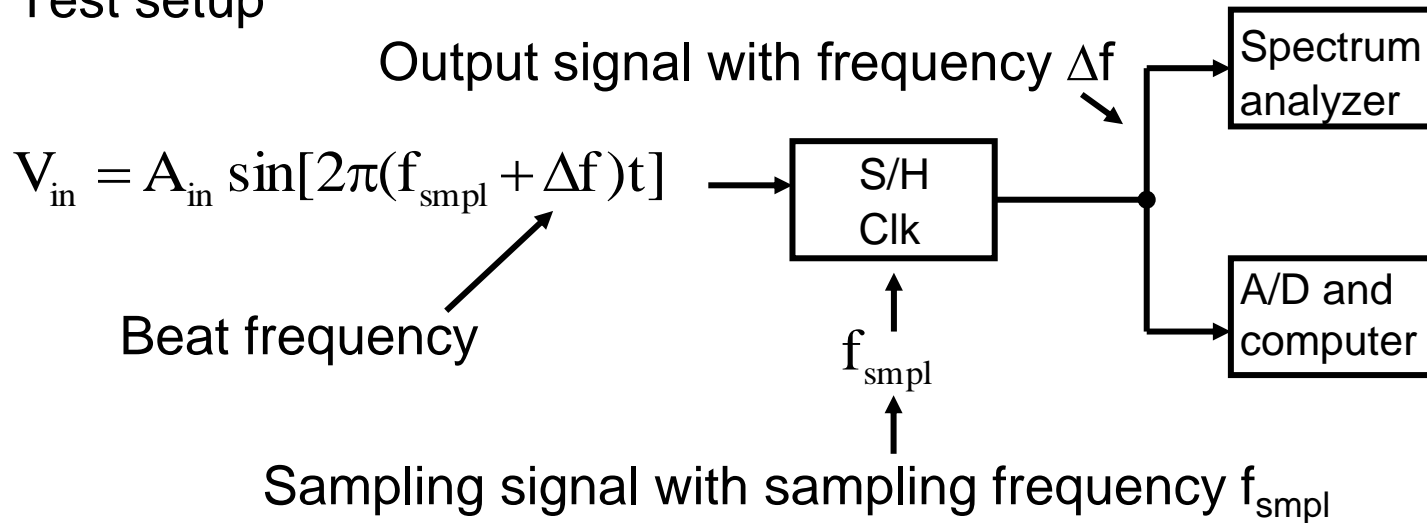 Test setup
Output signal with frequency Δf
Spectrum
analyzer
V_in = A_in sin[2π(f_smpl + Δf)t]
S/H
Clk
Beat frequency
A/D and
computer
f_smpl
Sampling signal with sampling frequency f_smpl